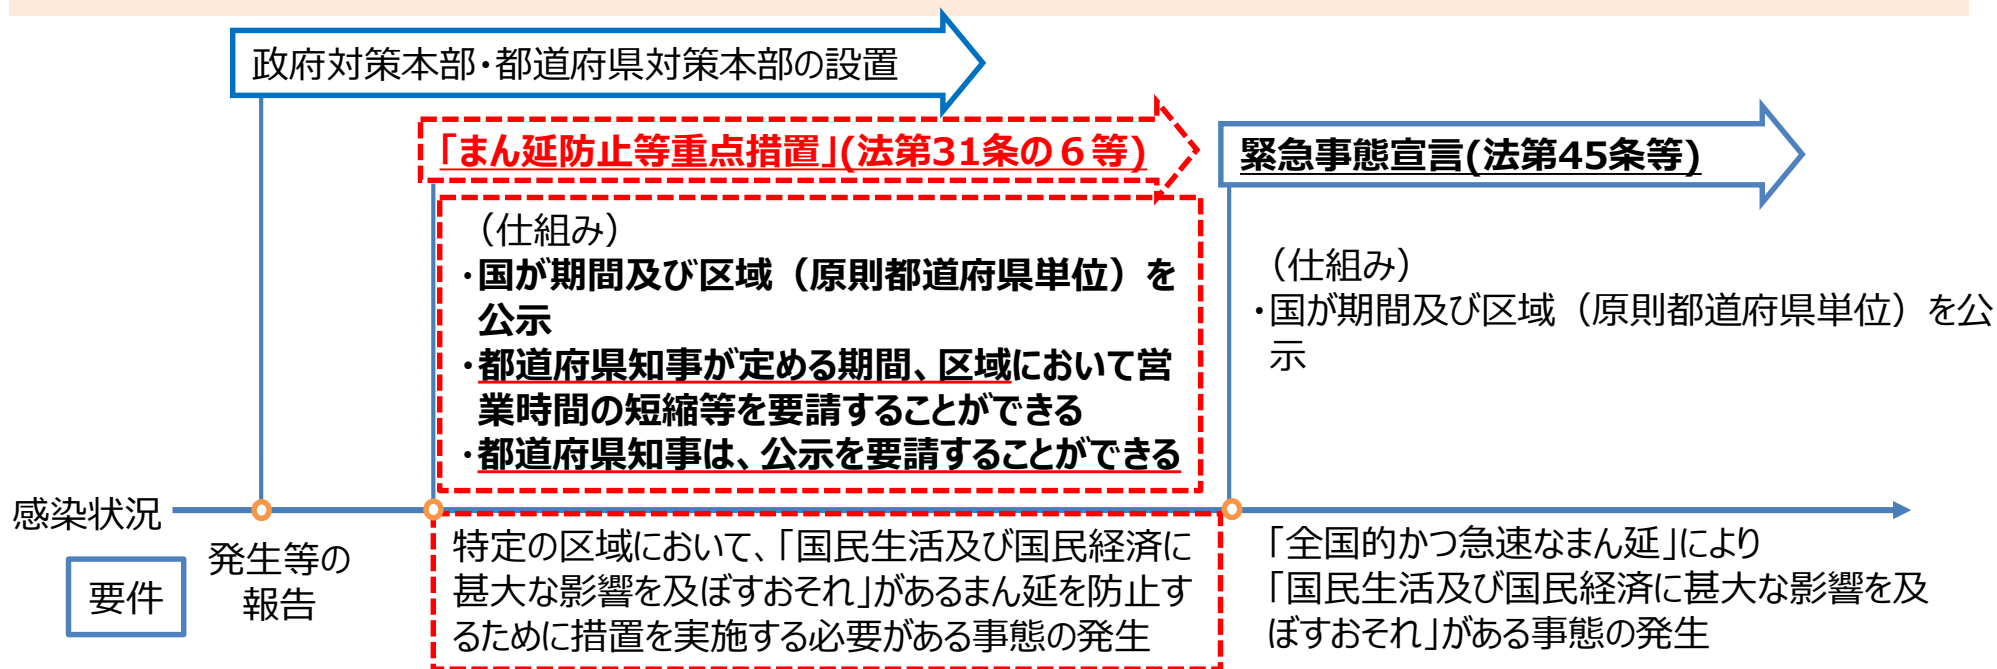 政府対策本部・都道府県対策本部の設置
「まん延防止等重点措置」(法第31条の６等)
緊急事態宣言(法第45条等)
（仕組み）
・国が期間及び区域（原則都道府県単位）を
公示
・都道府県知事が定める期間、区域において営
業時間の短縮等を要請することができる
・都道府県知事は、公示を要請することができる
（仕組み）
・国が期間及び区域（原則都道府県単位）を公
示
感染状況
要件
発生等の
報告
特定の区域において、「国民生活及び国民経済に
甚大な影響を及ぼすおそれ」があるまん延を防止す
るために措置を実施する必要がある事態の発生
「全国的かつ急速なまん延」により
「国民生活及び国民経済に甚大な影響を及
ぼすおそれ」がある事態の発生